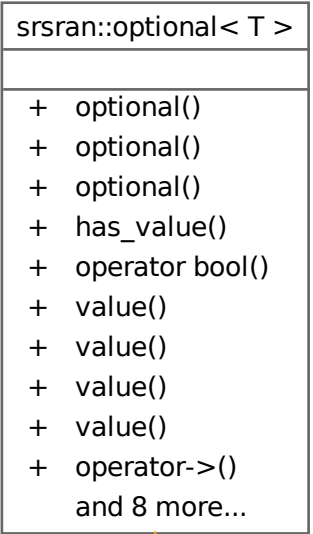 srsran::optional< T >
+ optional()
+ optional()
+ optional()
+ has_value()
+ operator bool()
+ value()
+ value()
+ value()
+ value()
+ operator->()
and 8 more...